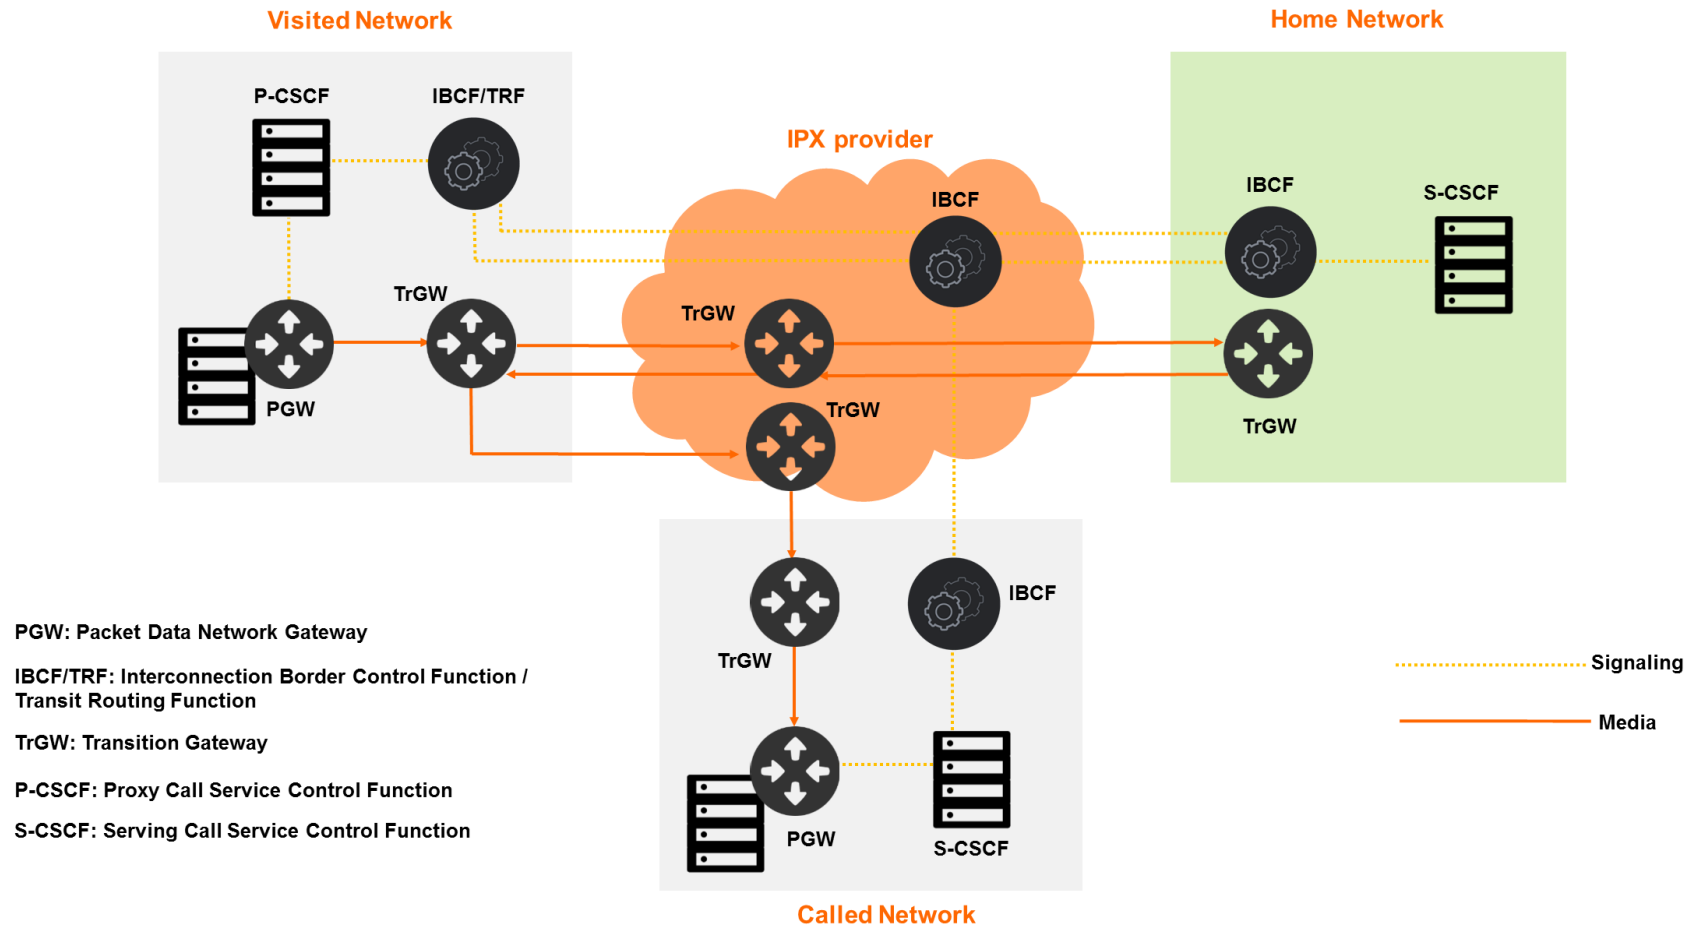 Visited Network
Home Network
P-CSCF
IBCF/TRF
IPX provider
IBCF
IBCF
S-CSCF
TrGW
TrGW
PGW
TrGW
TrGW
IBCF
TrGW
PGW
S-CSCF
Called Network
PGW: Packet Data Network Gateway
IBCF/TRF: Interconnection Border Control Function /
Transit Routing Function
TrGW: Transition Gateway
P-CSCF: Proxy Call Service Control Function
S-CSCF: Serving Call Service Control Function
Signaling
Media